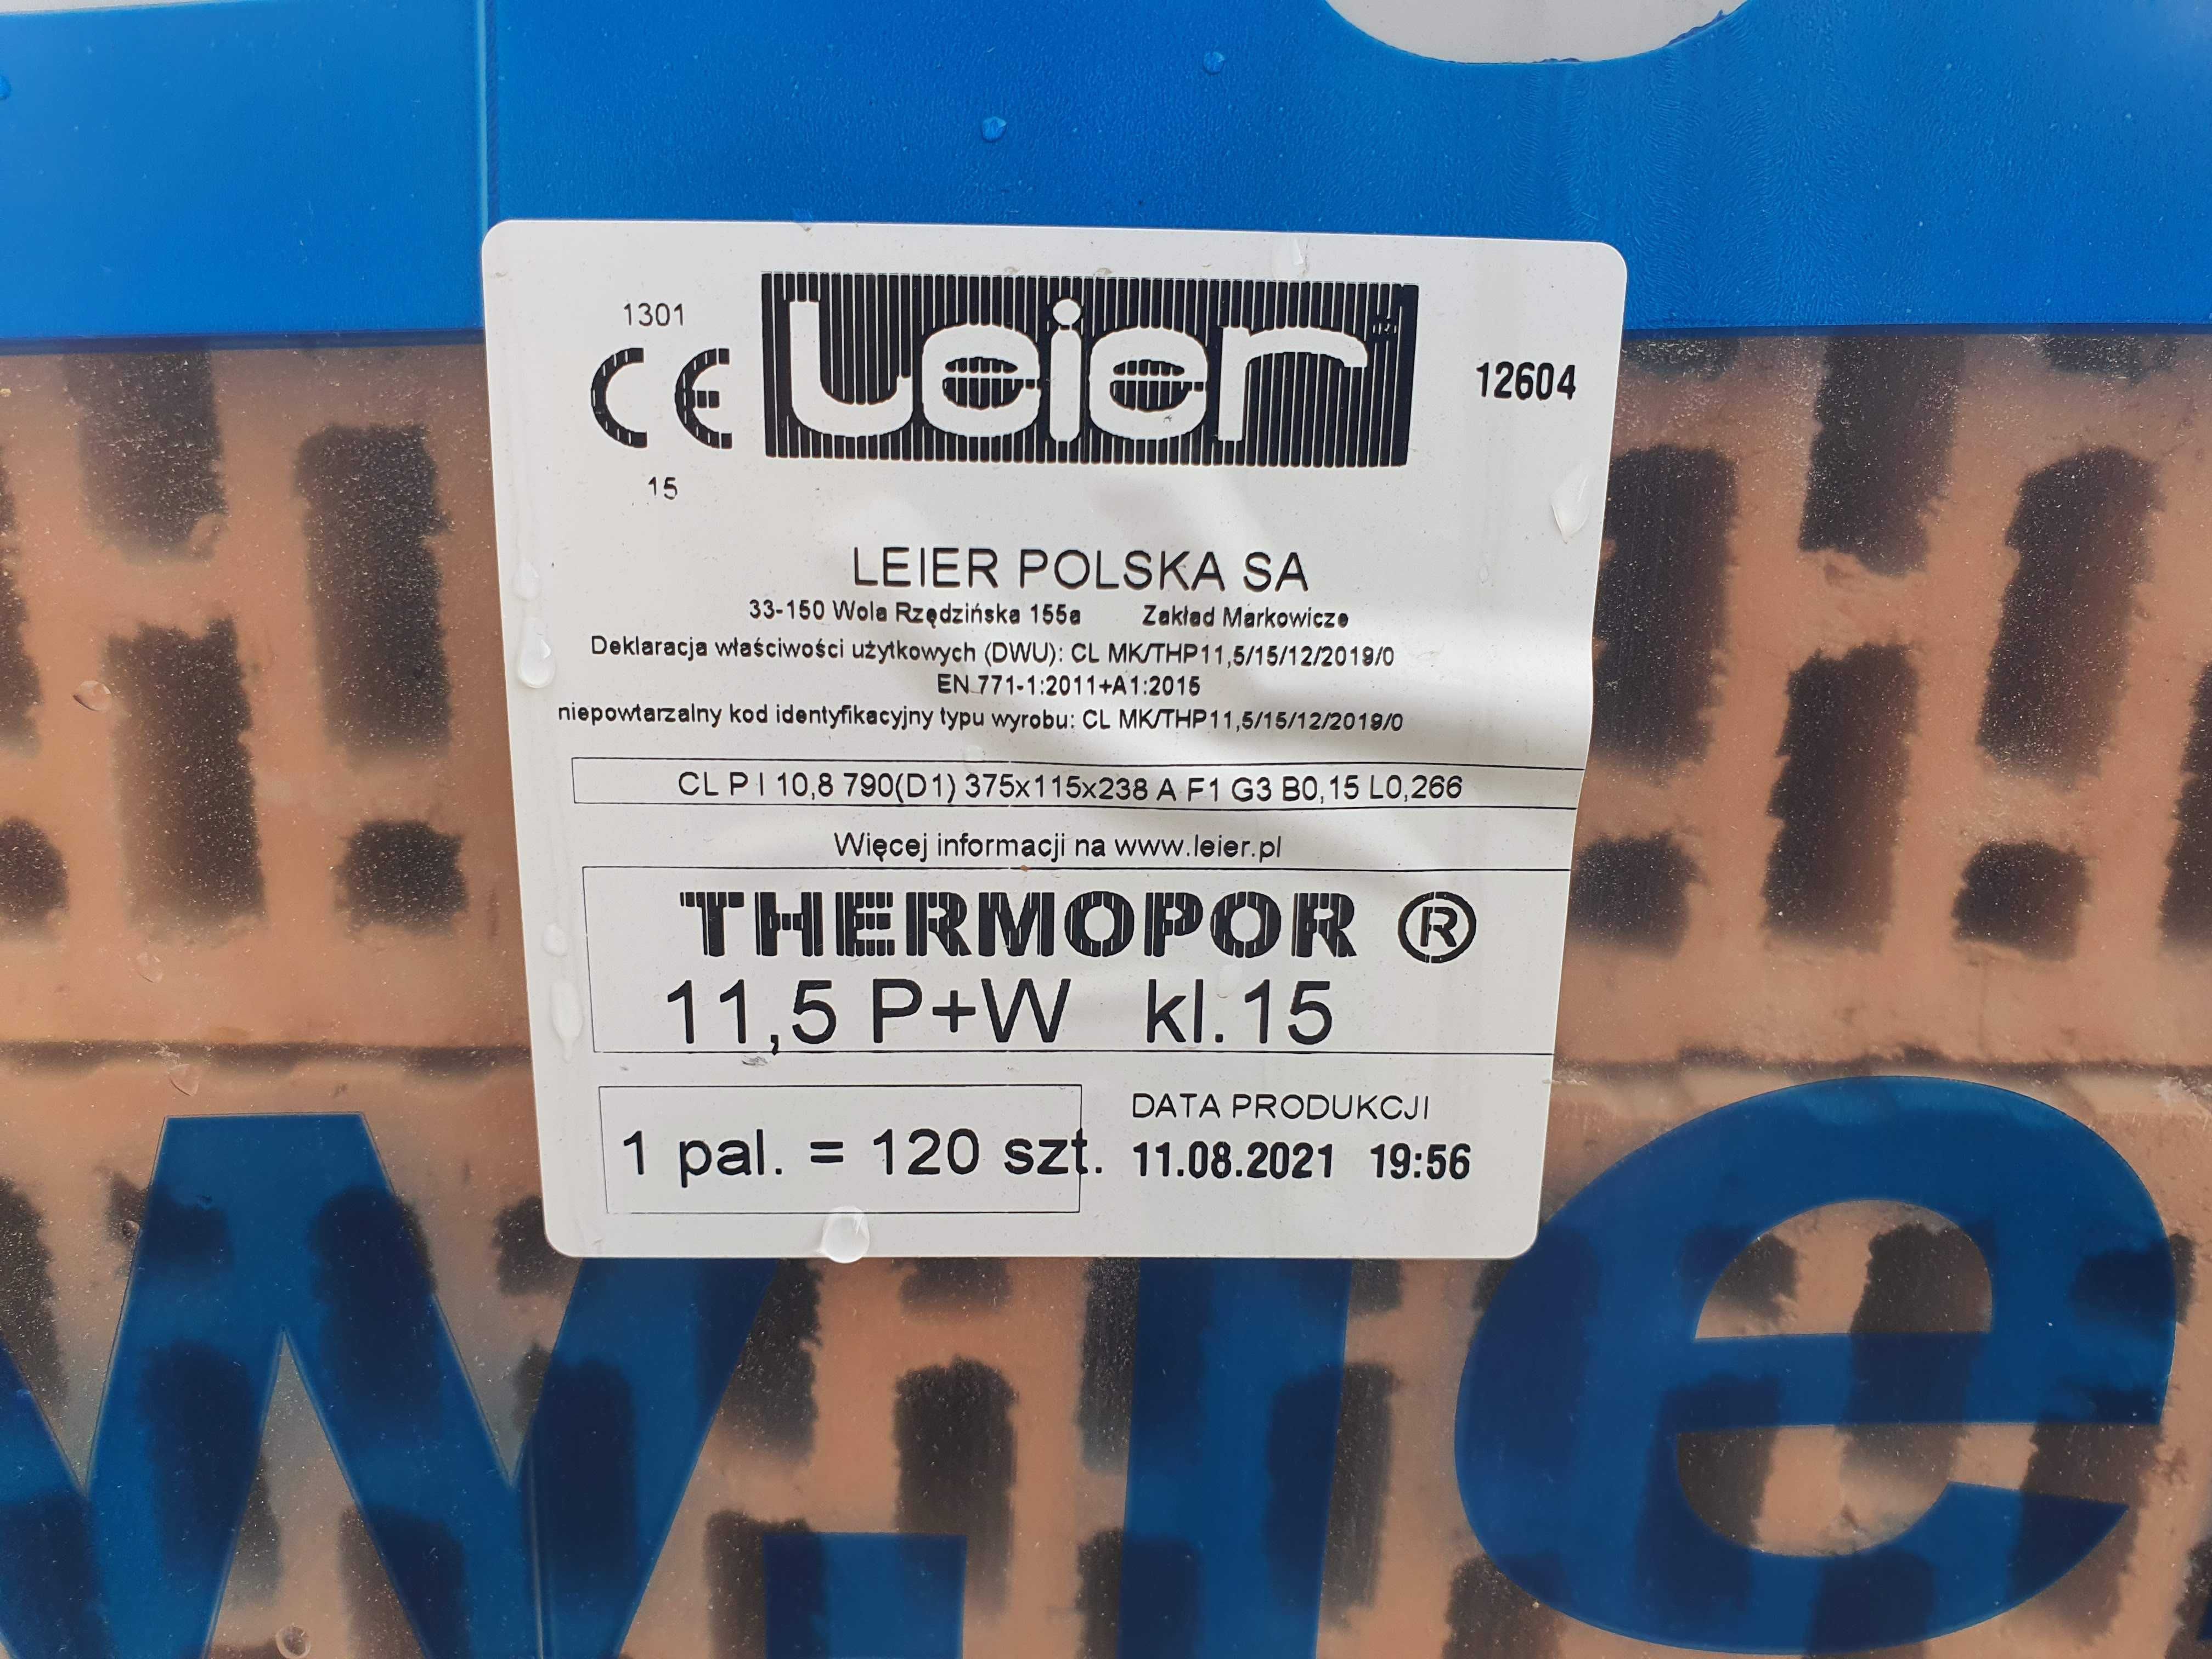 1301
CE
15
Leier
12604
LEIER POLSKA SA
33-150 Wola Rzędzińska 155a Zakład Markowicze
Deklaracja właściwości użytkowych (DWU): CL MK/THP11,5/15/12/2019/0
EN 771-1:2011+A1:2015
niepowtarzalny kod identyfikacyjny typu wyrobu: CL MK/THP11,5/15/12/2019/0
CL P I 10,8 790(D1) 375x115x238 A F1 G3 B0,15 L0,266
Więcej informacji na www.leier.pl
THERMOPOR ®
11,5 P+W kl.15
1 pal. = 120 szt.
DATA PRODUKCJI
11.08.2021 19:56
w.le